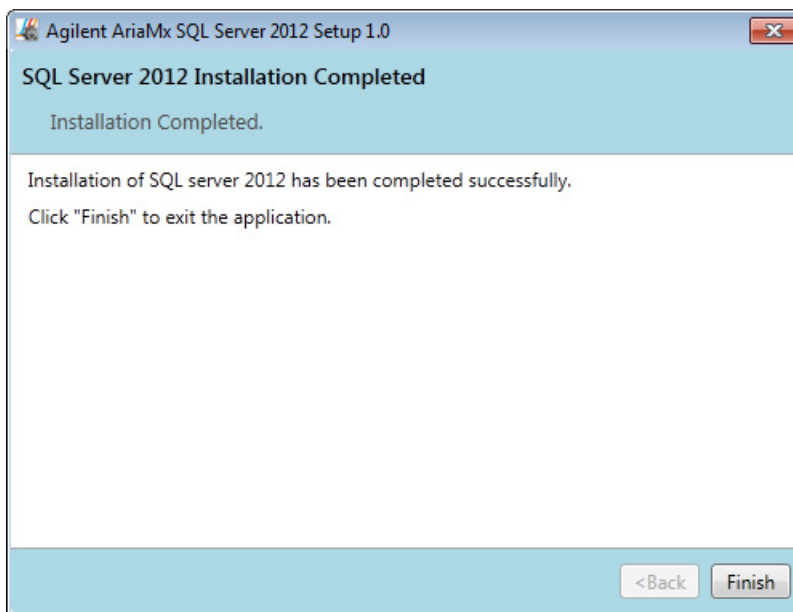 Agilent AriaMx SQL Server 2012 Setup 1.0
SQL Server 2012 Installation Completed
Installation Completed.
Installation of SQL server 2012 has been completed successfully.
Click "Finish" to exit the application.
<Back Finish